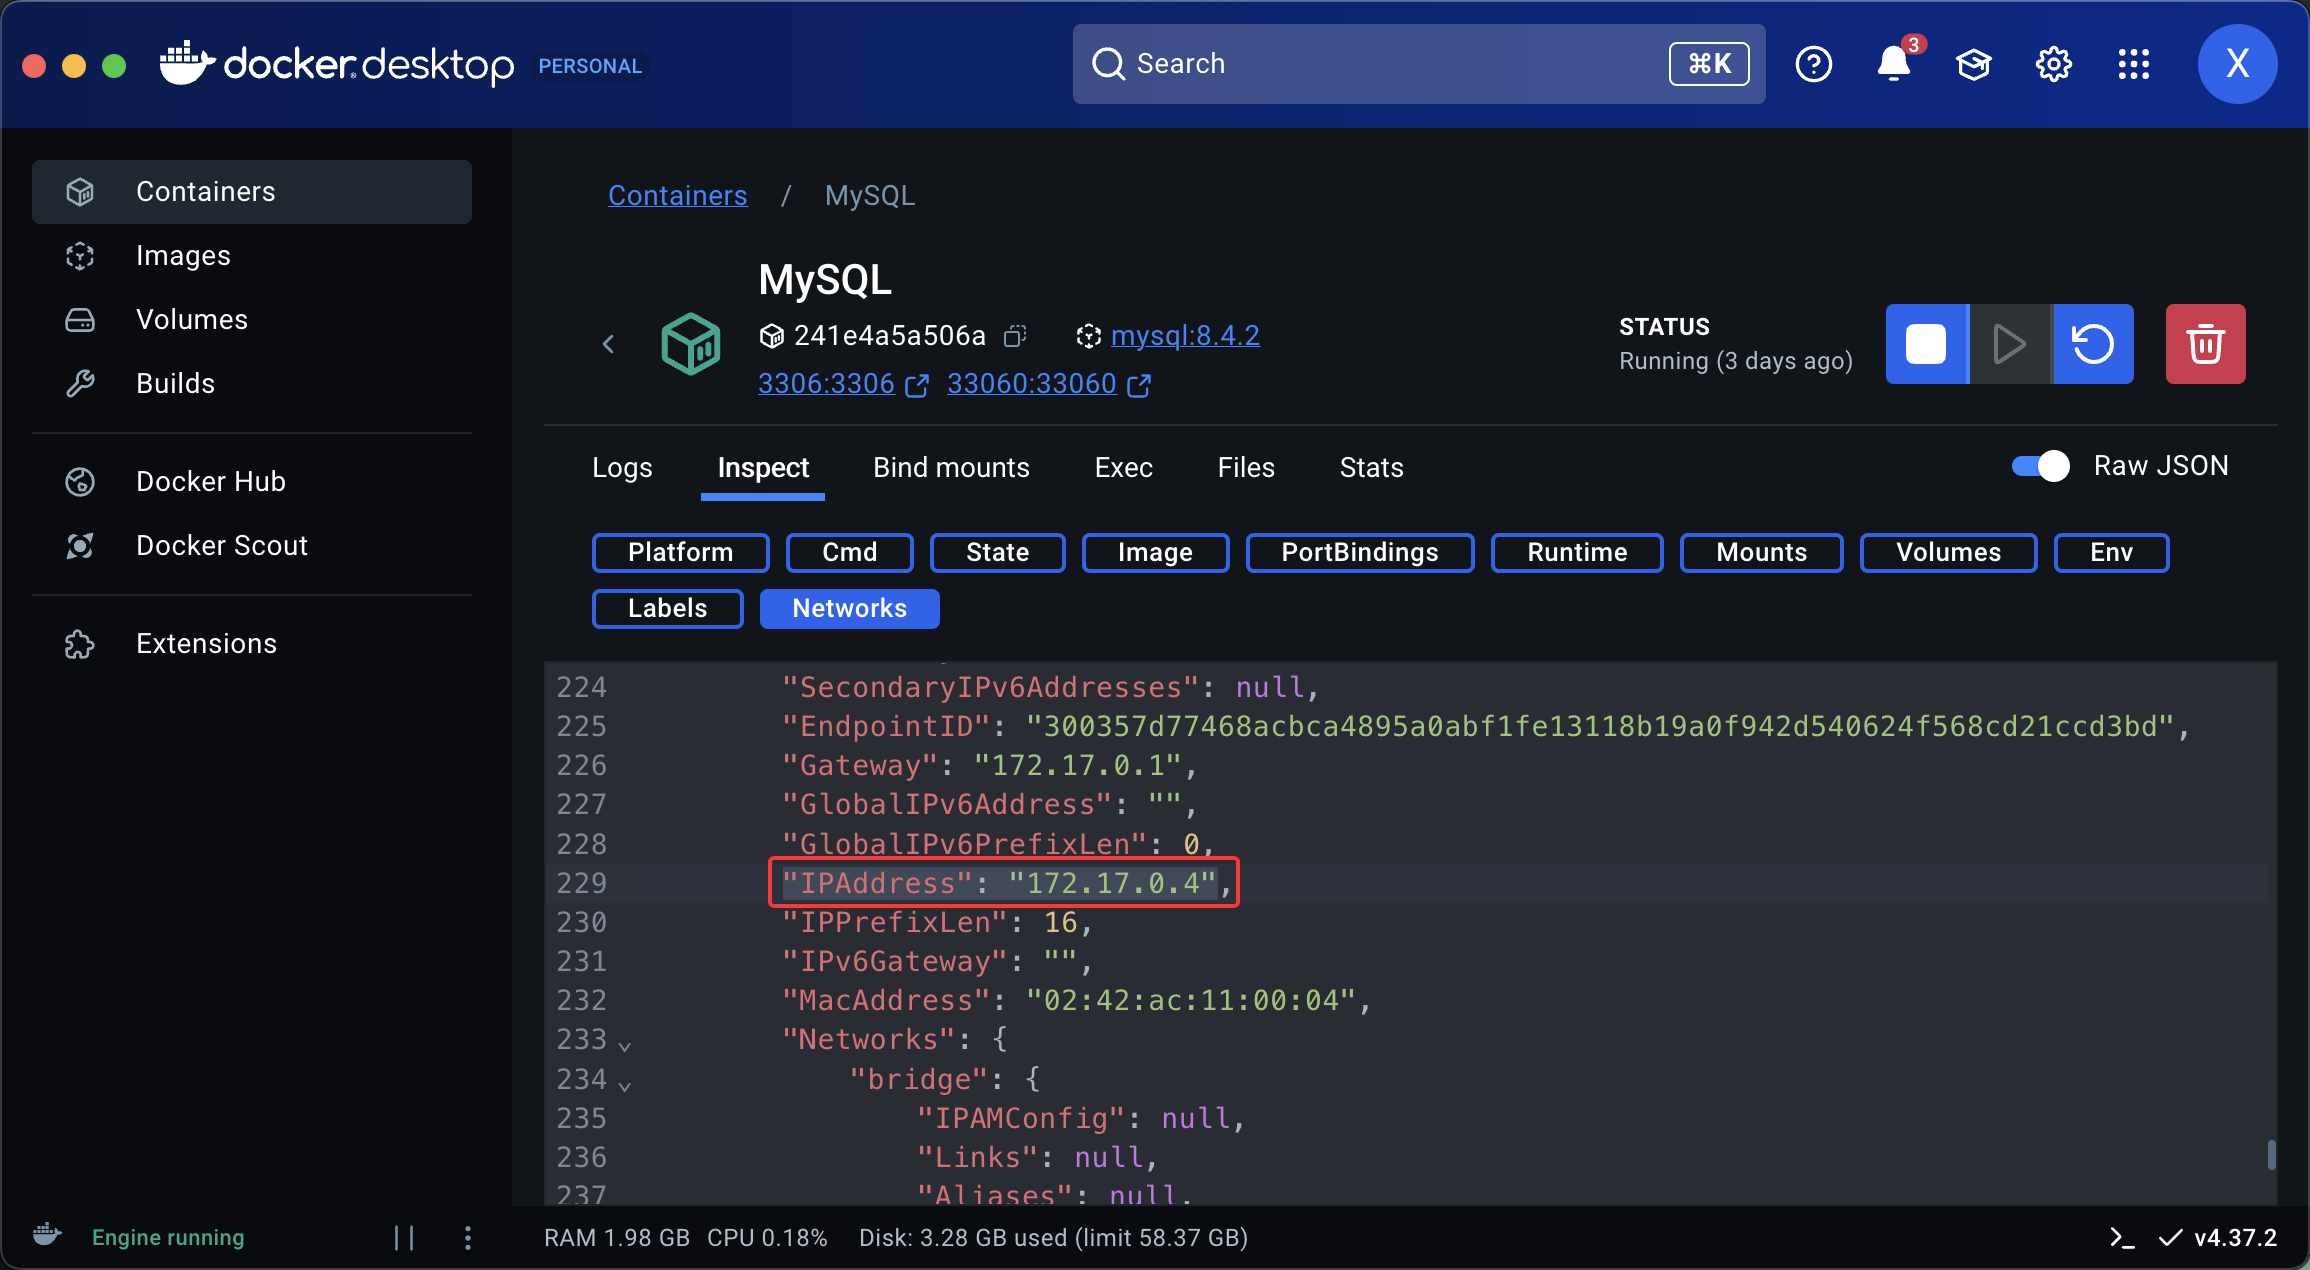 docker desktop PERSONAL
Search ⌘K
3
X
Containers
Images
Volumes
Builds
Docker Hub
Docker Scout
Extensions
Containers / MySQL
MySQL
241e4a5a506a mysql:8.4.2
3306:3306 33060:33060
STATUS
Running (3 days ago)
Logs Inspect Bind mounts Exec Files Stats Raw JSON
Platform Cmd State Image PortBindings Runtime Mounts Volumes Env
Labels Networks
224 "SecondaryIPv6Addresses": null,
225 "EndpointID": "300357d77468acbca4895a0abf1fe13118b19a0f942d540624f568cd21ccd3bd",
226 "Gateway": "172.17.0.1",
227 "GlobalIPv6Address": "",
228 "GlobalIPv6PrefixLen": 0,
229 "IPAddress": "172.17.0.4",
230 "IPPrefixLen": 16,
231 "IPv6Gateway": "",
232 "MacAddress": "02:42:ac:11:00:04",
233 "Networks": {
234 "bridge": {
235 "IPAMConfig": null,
236 "Links": null,
237 "Aliases": null,
Engine running
RAM 1.98 GB CPU 0.18% Disk: 3.28 GB used (limit 58.37 GB)
v4.37.2